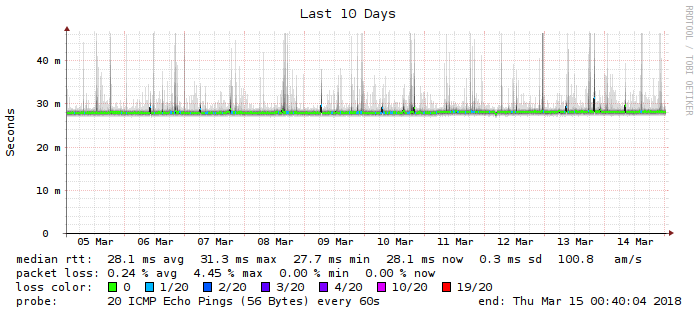 Last 10 Days
RRDTOOL / TOBI OETIKER
Seconds
40 m
30 m
20 m
10 m
0
05 Mar 06 Mar 07 Mar 08 Mar 09 Mar 10 Mar 11 Mar 12 Mar 13 Mar 14 Mar
median rtt: 28.1 ms avg 31.3 ms max 27.7 ms min 28.1 ms now 0.3 ms sd 100.8 am/s
packet loss: 0.24 % avg 4.45 % max 0.00 % min 0.00 % now
loss color: 0 1/20 2/20 3/20 4/20 10/20 19/20
probe: 20 ICMP Echo Pings (56 Bytes) every 60s end: Thu Mar 15 00:40:04 2018